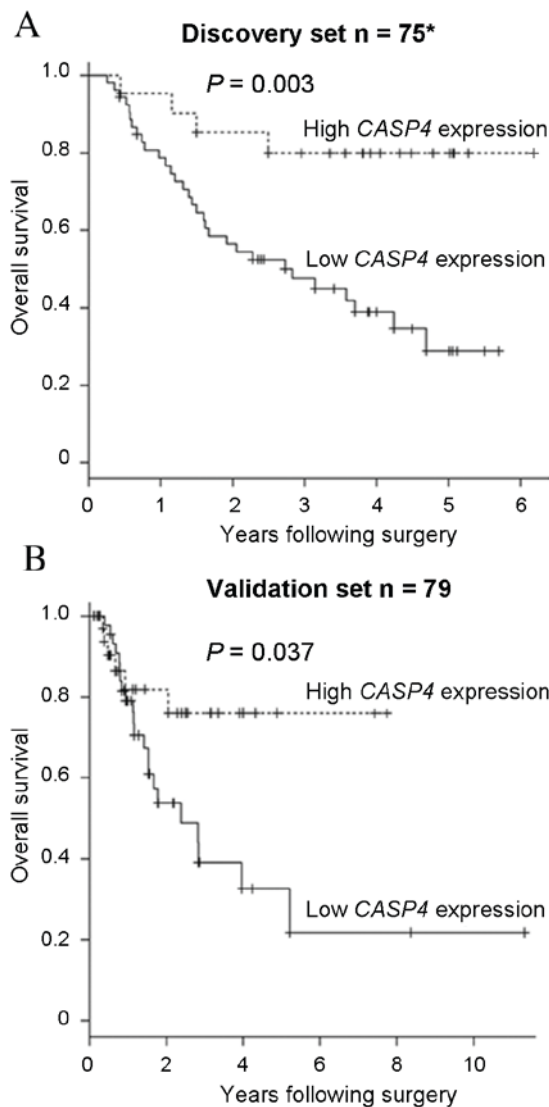 A
Discovery set n = 75*
P = 0.003
High CASP4 expression
Low CASP4 expression
Overall survival
1.0
0.8
0.6
0.4
0.2
0
0 1 2 3 4 5 6
Years following surgery
B
Validation set n = 79
P = 0.037
High CASP4 expression
Low CASP4 expression
Overall survival
1.0
0.8
0.6
0.4
0.2
0
0 2 4 6 8 10
Years following surgery